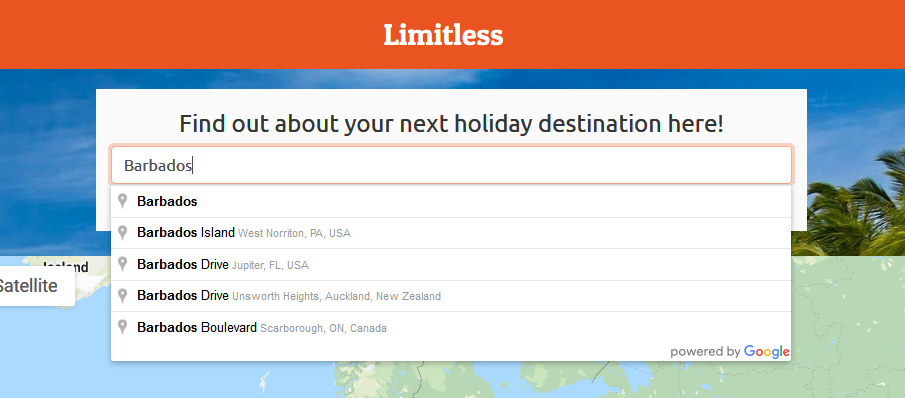 Limitless
Find out about your next holiday destination here!
Barbados
Barbados
Barbados Island West Norriton, PA, USA
Barbados Drive Jupiter, FL, USA
Barbados Drive Unsworth Heights, Auckland, New Zealand
Barbados Boulevard Scarborough, ON, Canada
powered by Google
Iceland
Satellite